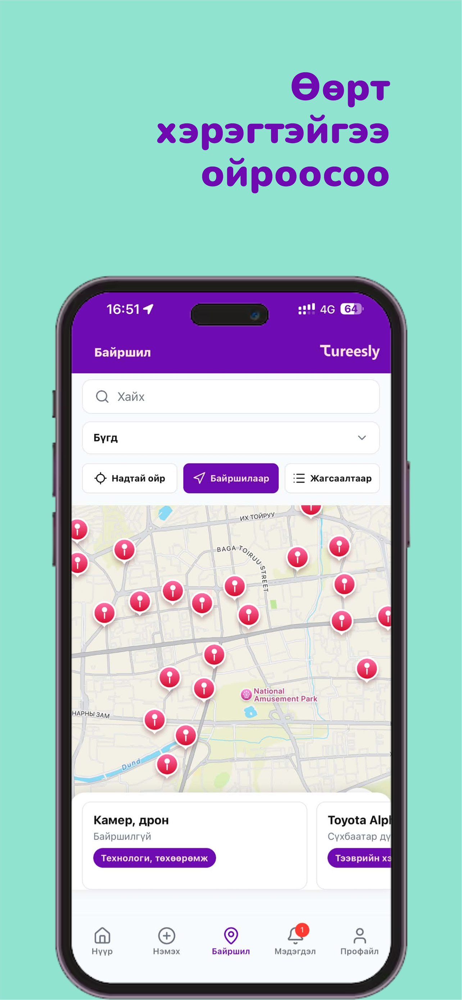 Өөрт
хэрэгтэйгээ
ойроосоо
16:51 4G 64
Байршил Tureesly
Хайх
Бүгд
Надтай ойр Байршилаар Жагсаалтаар
ИХ ТОЙРУУ
BAGA TOIRUU STREET
National
Amusement Park
НАРНЫ ЗАМ
Dund
Камер, дрон Toyota Alph
Байршилгүй Сүхбаатар дү
Технологи, төхөөрөмж Тээврийн хэ
1
Нүүр Нэмэх Байршил Мэдэгдэл Профайл